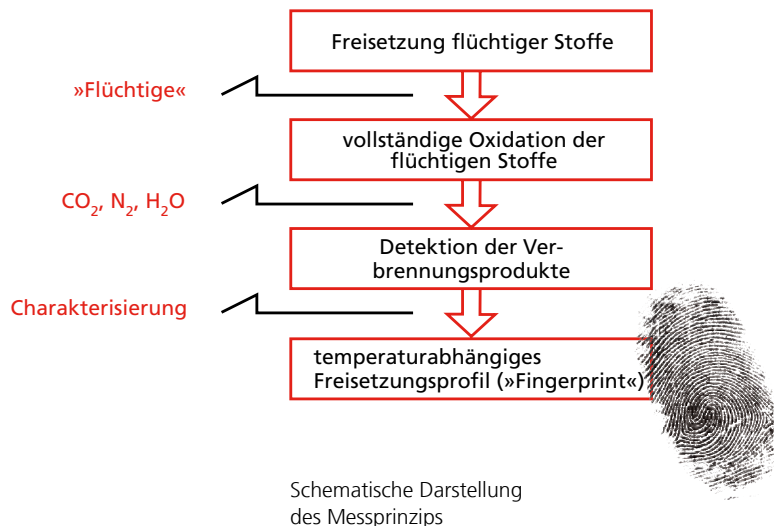 Freisetzung flüchtiger Stoffe
»Flüchtige«
vollständige Oxidation der
flüchtigen Stoffe
CO₂, N₂, H₂O
Detektion der Ver-
brennungsprodukte
Charakterisierung
temperaturabhängiges
Freisetzungsprofil (»Fingerprint«)
Schematische Darstellung
des Messprinzips